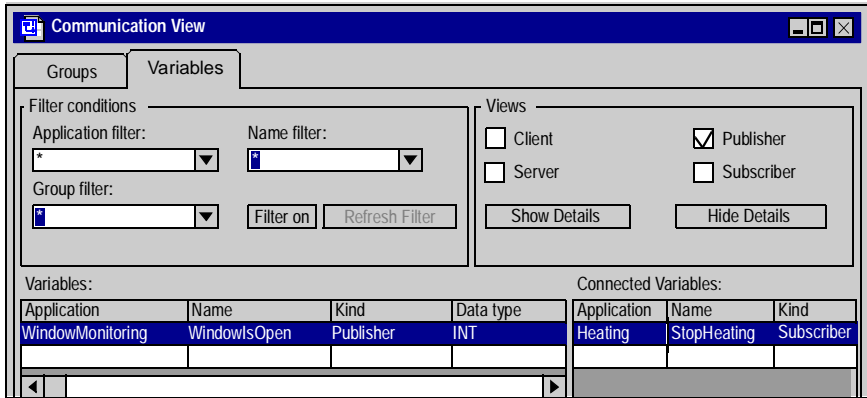 Communication View
Groups
Variables
Filter conditions
Application filter:
Name filter:
*
*
Group filter:
*
Filter on
Refresh Filter
Views
Client
Publisher
Server
Subscriber
Show Details
Hide Details
Variables:
Application Name Kind Data type
WindowMonitoring WindowIsOpen Publisher INT
Connected Variables:
Application Name Kind
Heating StopHeating Subscriber